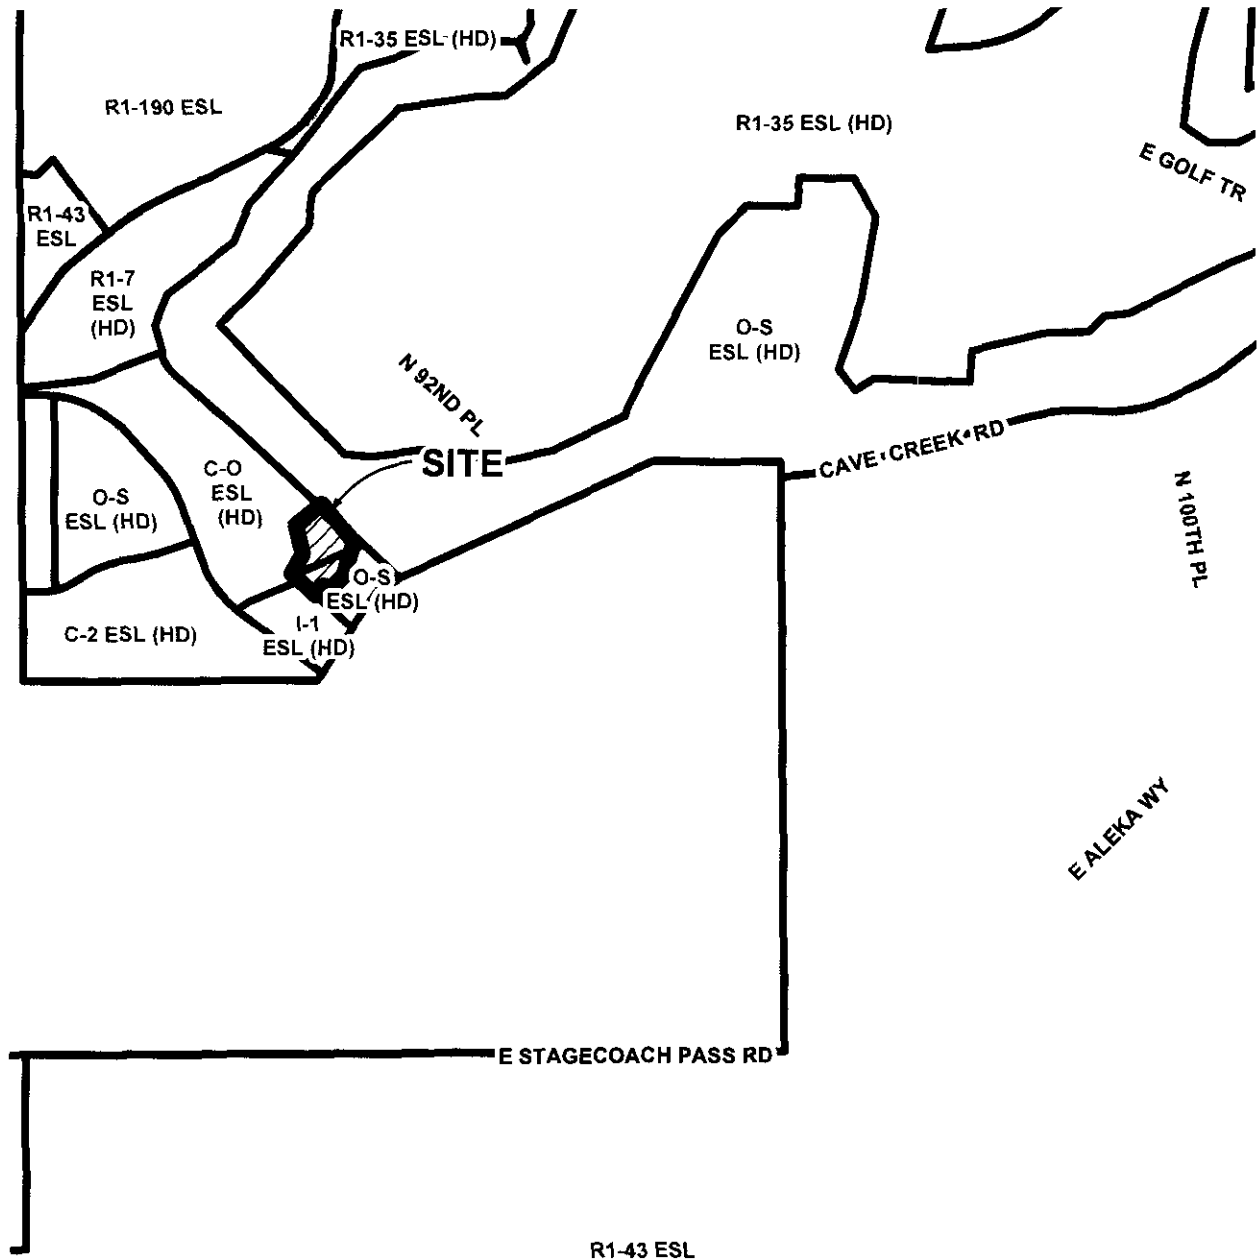 R1-35 ESL (HD)
R1-190 ESL
R1-35 ESL (HD)
E GOLF TR
R1-43
ESL
R1-7
ESL
(HD)
O-S
ESL (HD)
N 92ND PL
SITE
CAVE CREEK RD
C-O
ESL
(HD)
O-S
ESL (HD)
N 100TH PL
O-S
ESL (HD)
I-1
ESL (HD)
C-2 ESL (HD)
E ALEKA WY
E STAGECOACH PASS RD
R1-43 ESL